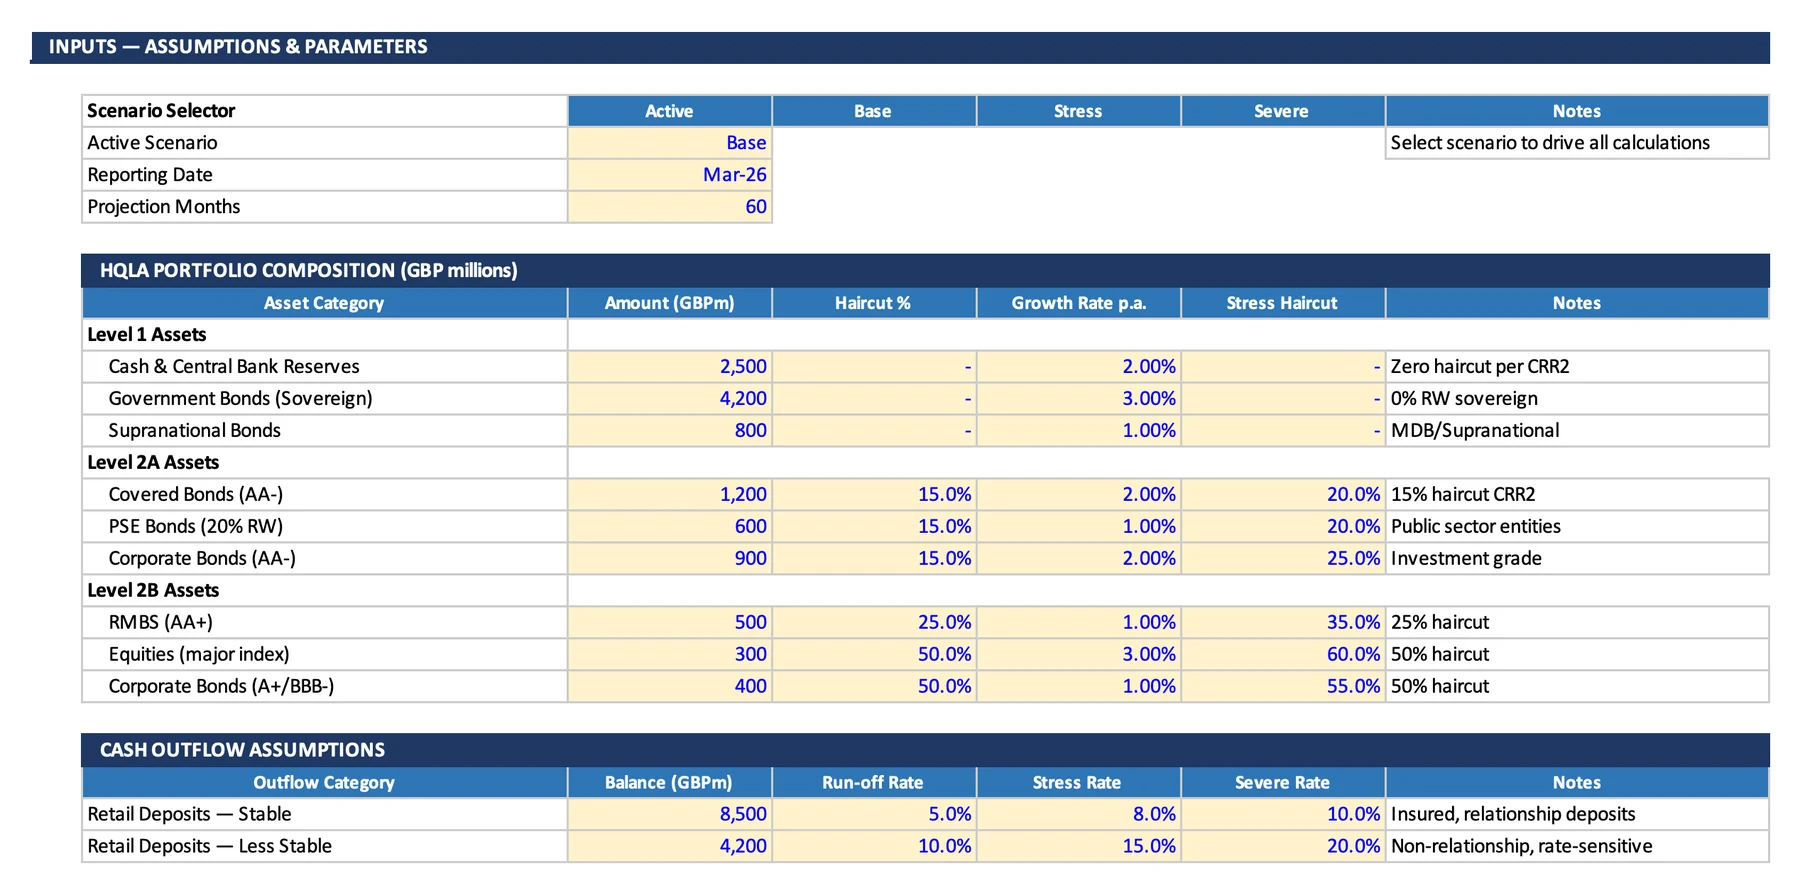 INPUTS — ASSUMPTIONS & PARAMETERS
Scenario Selector Active Base Stress Severe Notes
Active Scenario Base Select scenario to drive all calculations
Reporting Date Mar-26
Projection Months 60
HQLA PORTFOLIO COMPOSITION (GBP millions)
Asset Category Amount (GBPm) Haircut % Growth Rate p.a. Stress Haircut Notes
Level 1 Assets
Cash & Central Bank Reserves 2,500 - 2.00% - Zero haircut per CRR2
Government Bonds (Sovereign) 4,200 - 3.00% - 0% RW sovereign
Supranational Bonds 800 - 1.00% - MDB/Supranational
Level 2A Assets
Covered Bonds (AA-) 1,200 15.0% 2.00% 20.0% 15% haircut CRR2
PSE Bonds (20% RW) 600 15.0% 1.00% 20.0% Public sector entities
Corporate Bonds (AA-) 900 15.0% 2.00% 25.0% Investment grade
Level 2B Assets
RMBS (AA+) 500 25.0% 1.00% 35.0% 25% haircut
Equities (major index) 300 50.0% 3.00% 60.0% 50% haircut
Corporate Bonds (A+/BBB-) 400 50.0% 1.00% 55.0% 50% haircut
CASH OUTFLOW ASSUMPTIONS
Outflow Category Balance (GBPm) Run-off Rate Stress Rate Severe Rate Notes
Retail Deposits — Stable 8,500 5.0% 8.0% 10.0% Insured, relationship deposits
Retail Deposits — Less Stable 4,200 10.0% 15.0% 20.0% Non-relationship, rate-sensitive